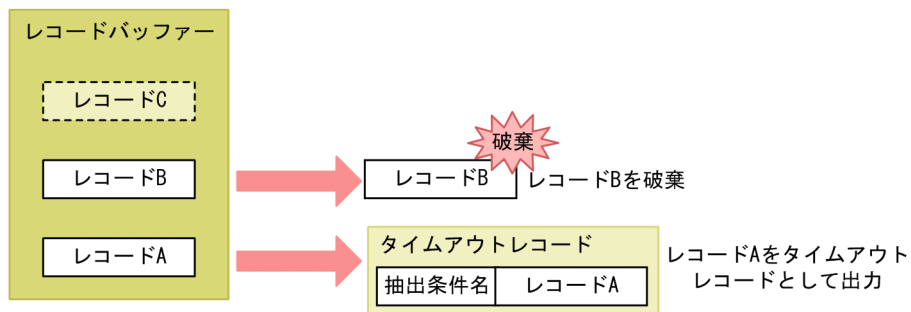 レコードバッファー
レコードC
破棄
レコードB
レコードB
レコードBを破棄
レコードA
タイムアウトレコード
抽出条件名
レコードA
レコードAをタイムアウト
レコードとして出力